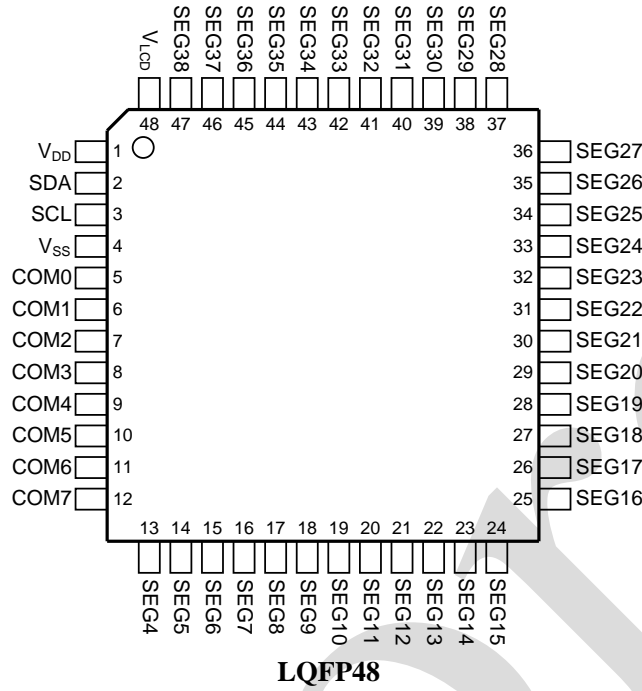 VLCD SEG38 SEG37 SEG36 SEG35 SEG34 SEG33 SEG32 SEG31 SEG30 SEG29 SEG28
48 47 46 45 44 43 42 41 40 39 38 37
VDD 1 36 SEG27
SDA 2 35 SEG26
SCL 3 34 SEG25
VSS 4 33 SEG24
COM0 5 32 SEG23
COM1 6 31 SEG22
COM2 7 30 SEG21
COM3 8 29 SEG20
COM4 9 28 SEG19
COM5 10 27 SEG18
COM6 11 26 SEG17
COM7 12 25 SEG16
13 14 15 16 17 18 19 20 21 22 23 24
SEG4 SEG5 SEG6 SEG7 SEG8 SEG9 SEG10 SEG11 SEG12 SEG13 SEG14 SEG15
LQFP48